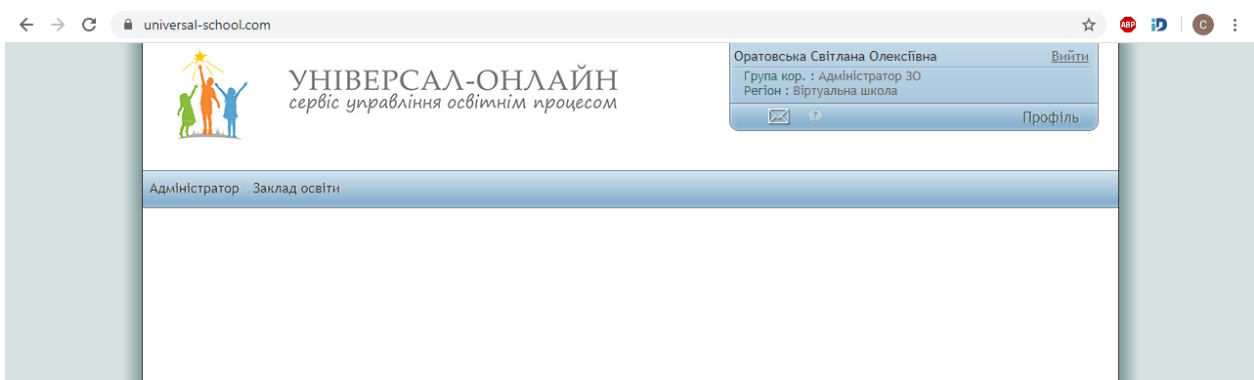 universal-school.com
ABP
C
УНІВЕРСАЛ-ОНЛАЙН
сервіс управління освітнім процесом
Оратовська Світлана Олексіївна Вийти
Група кор. : Адміністратор ЗО
Регіон : Віртуальна школа
? Профіль
Адміністратор Заклад освіти